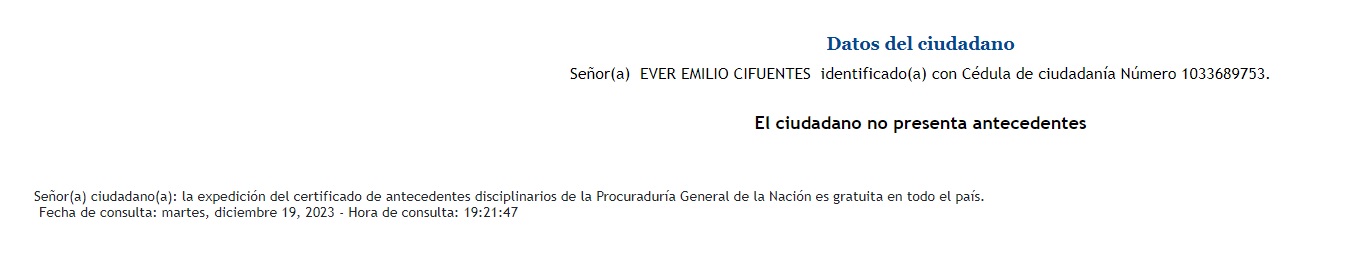 Datos del ciudadano
Señor(a) EVER EMILIO CIFUENTES identificado(a) con Cédula de ciudadanía Número 1033689753.
El ciudadano no presenta antecedentes
Señor(a) ciudadano(a): la expedición del certificado de antecedentes disciplinarios de la Procuraduría General de la Nación es gratuita en todo el país.
Fecha de consulta: martes, diciembre 19, 2023 - Hora de consulta: 19:21:47